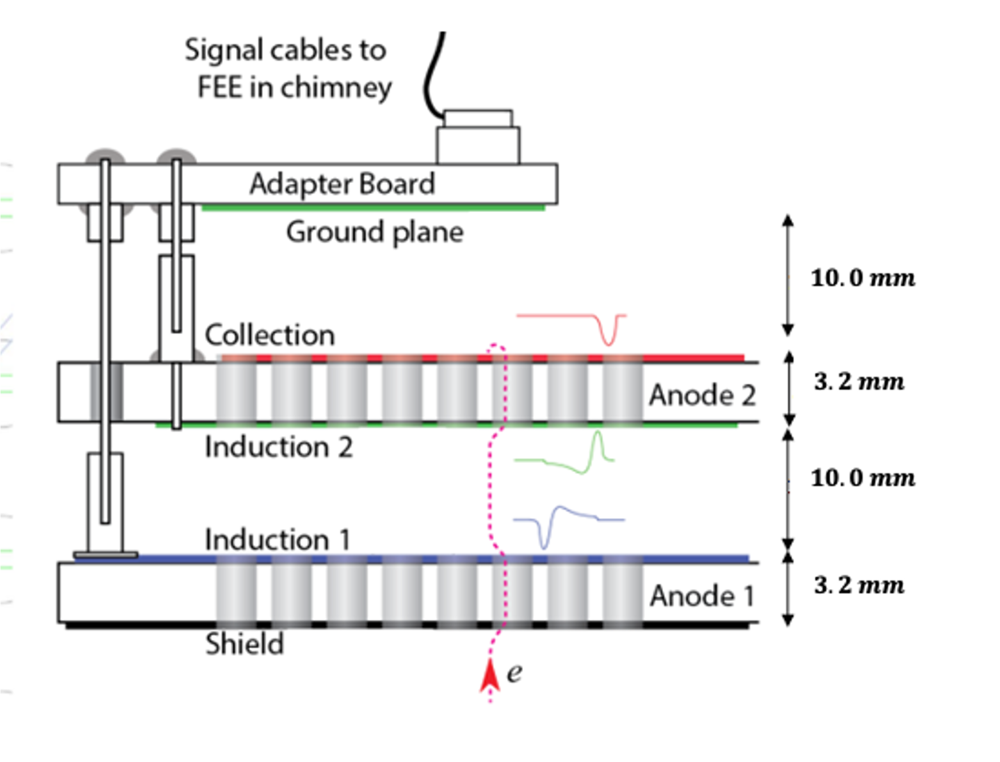 Signal cables to
FEE in chimney
Adapter Board
Ground plane
10.0 mm
Collection
3.2 mm
Anode 2
Induction 2
10.0 mm
Induction 1
3.2 mm
Anode 1
Shield
e